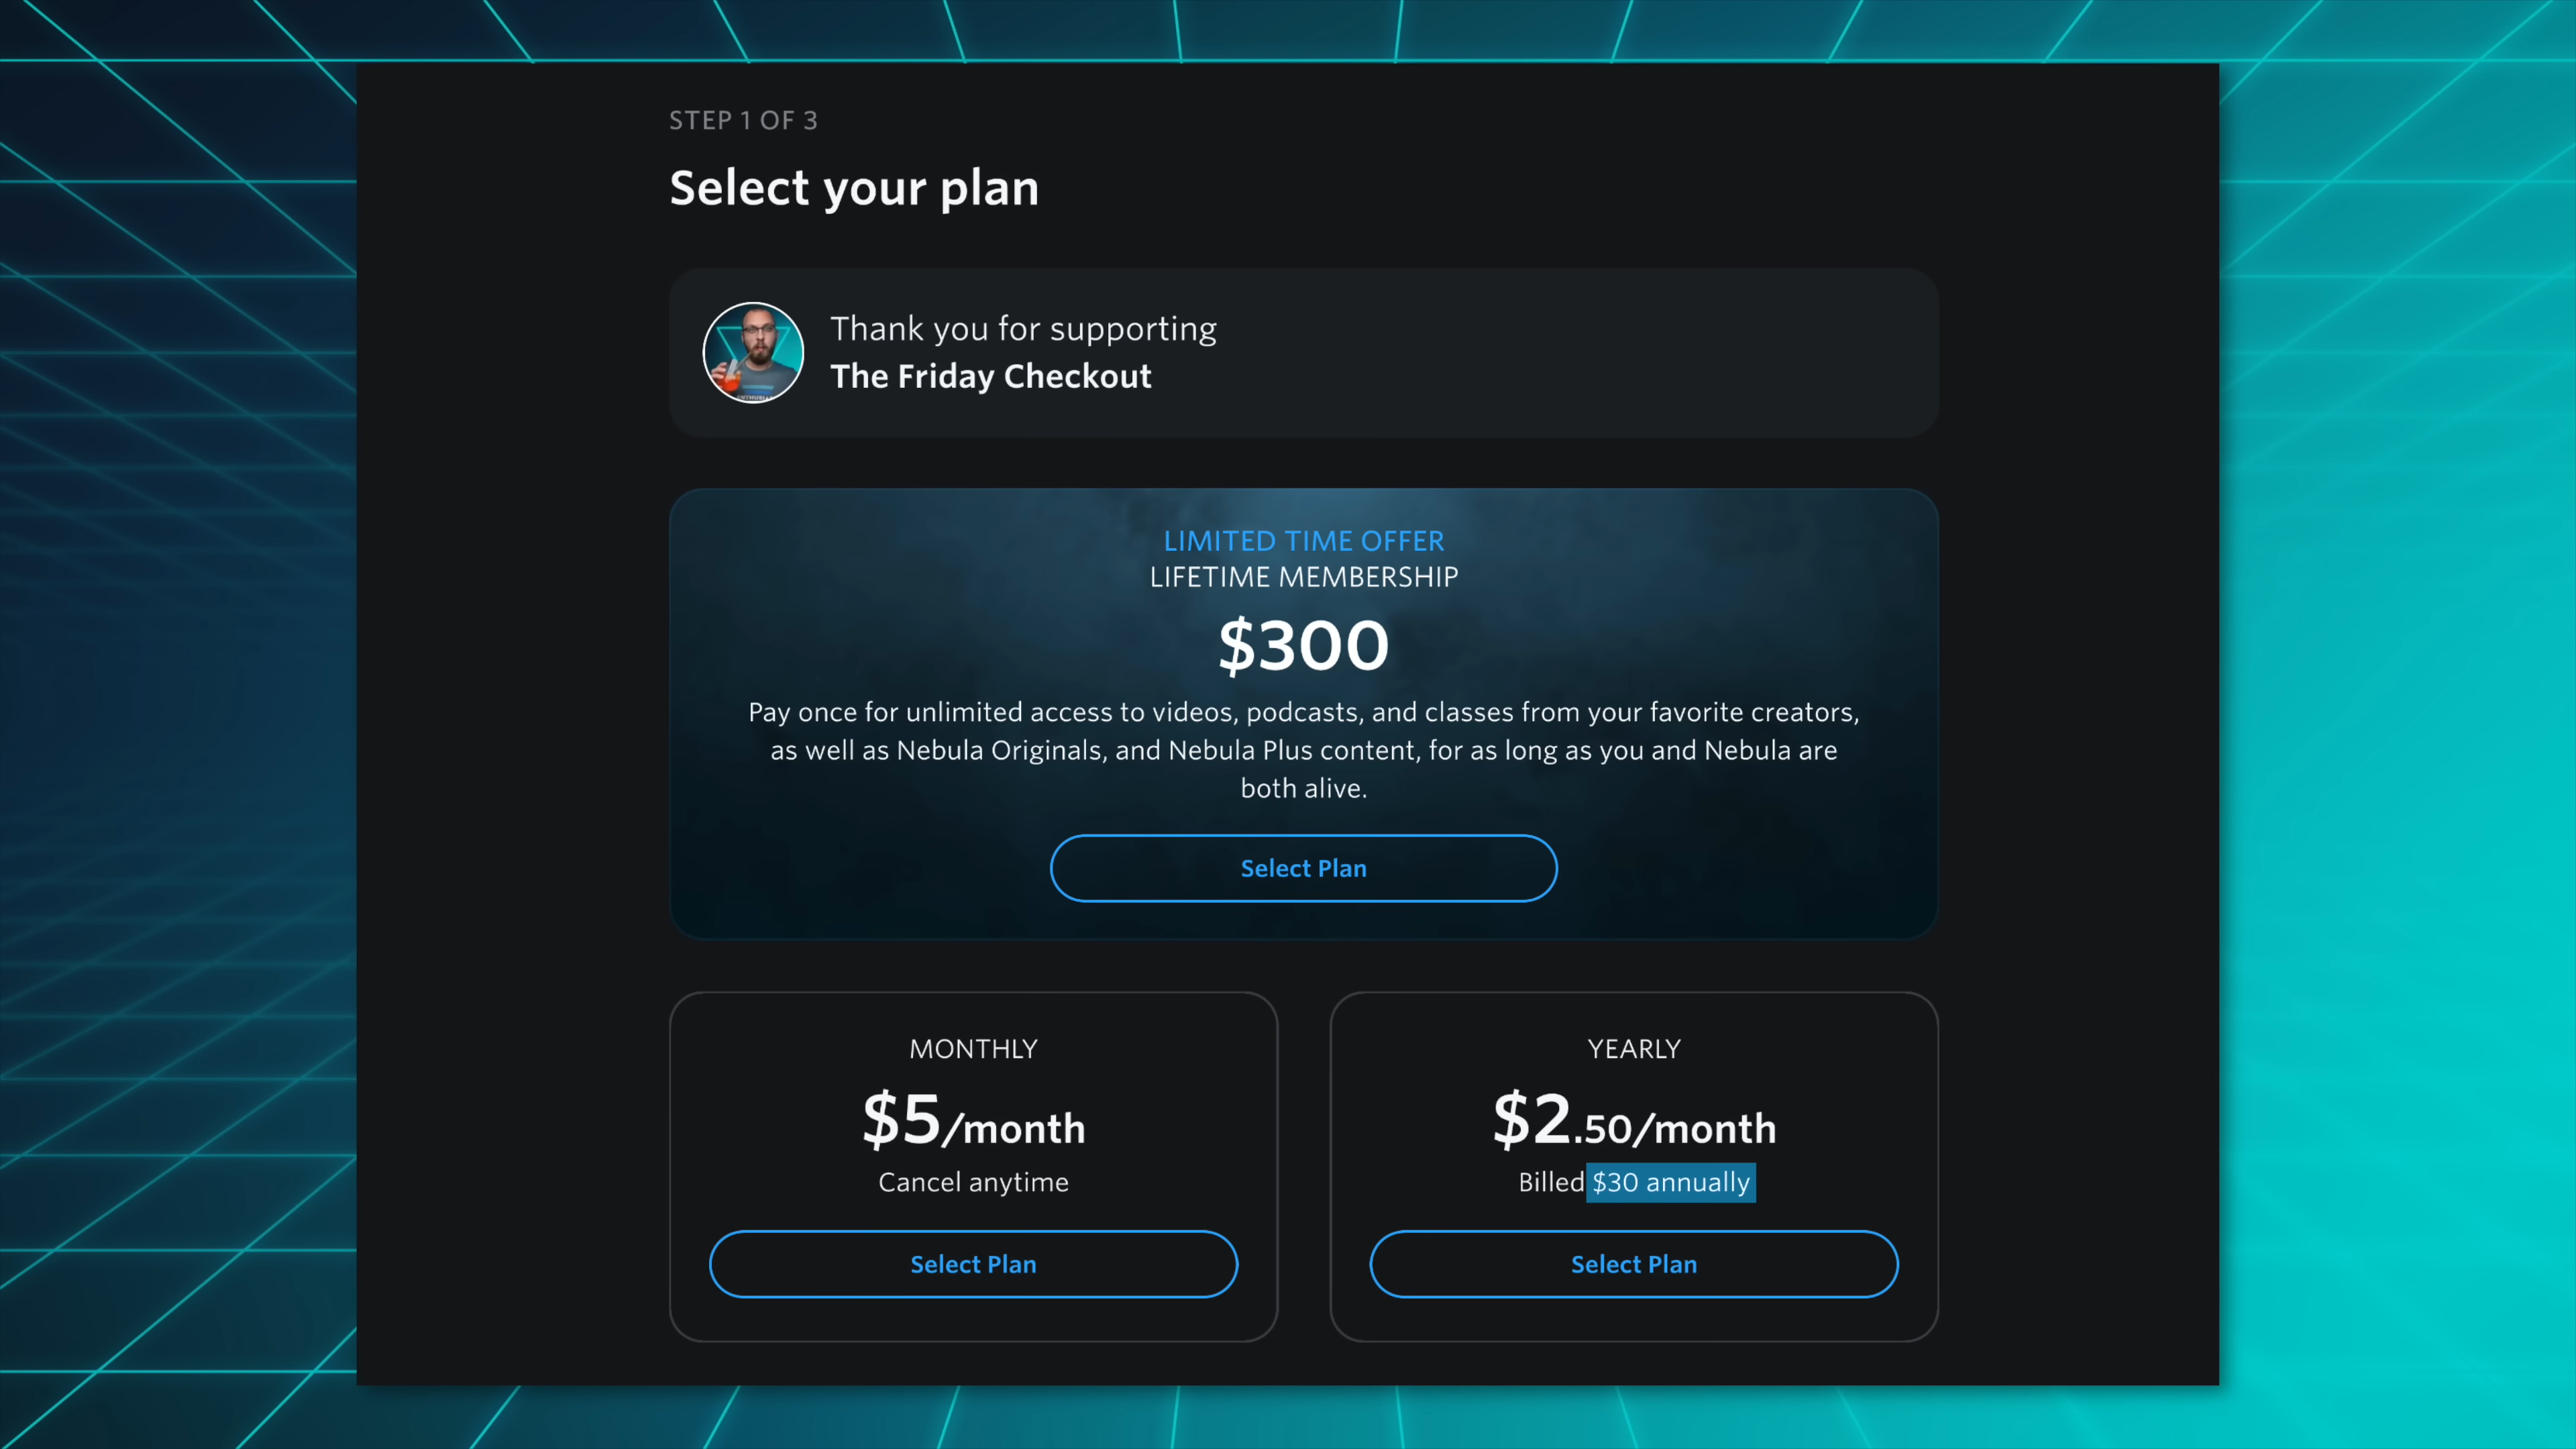 STEP 1 OF 3
Select your plan
Thank you for supporting
The Friday Checkout
LIMITED TIME OFFER
LIFETIME MEMBERSHIP
$300
Pay once for unlimited access to videos, podcasts, and classes from your favorite creators,
as well as Nebula Originals, and Nebula Plus content, for as long as you and Nebula are
both alive.
Select Plan
MONTHLY
$5/month
Cancel anytime
Select Plan
YEARLY
$2.50/month
Billed $30 annually
Select Plan